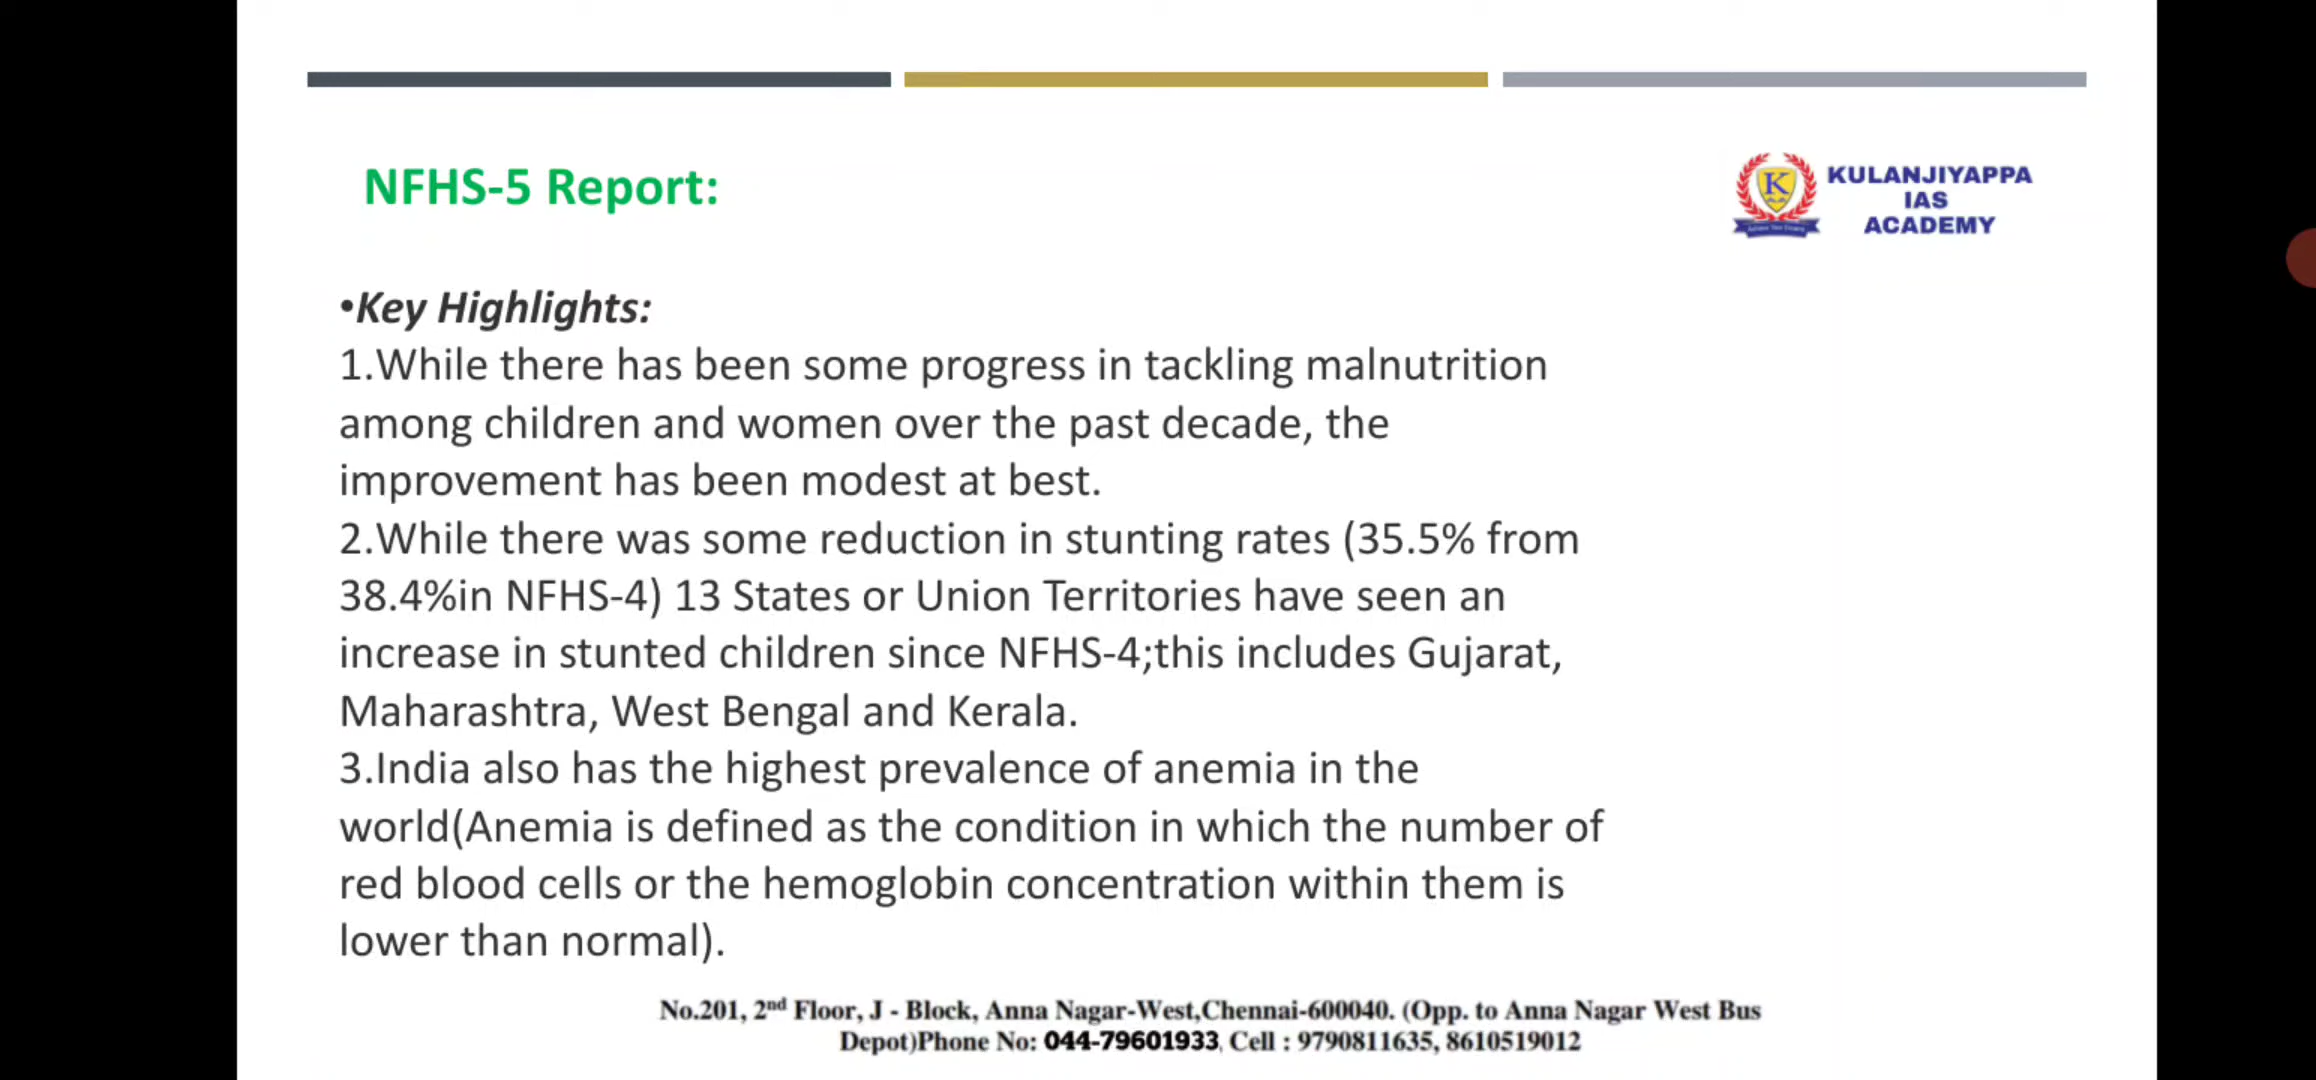 NFHS-5 Report:
KULANJIYAPPA
IAS
ACADEMY
•Key Highlights:
1.While there has been some progress in tackling malnutrition
among children and women over the past decade, the
improvement has been modest at best.
2.While there was some reduction in stunting rates (35.5% from
38.4%in NFHS-4) 13 States or Union Territories have seen an
increase in stunted children since NFHS-4;this includes Gujarat,
Maharashtra, West Bengal and Kerala.
3.India also has the highest prevalence of anemia in the
world(Anemia is defined as the condition in which the number of
red blood cells or the hemoglobin concentration within them is
lower than normal).
No.201, 2nd Floor, J - Block, Anna Nagar-West,Chennai-600040. (Opp. to Anna Nagar West Bus
Depot)Phone No: 044-79601933, Cell : 9790811635, 8610519012